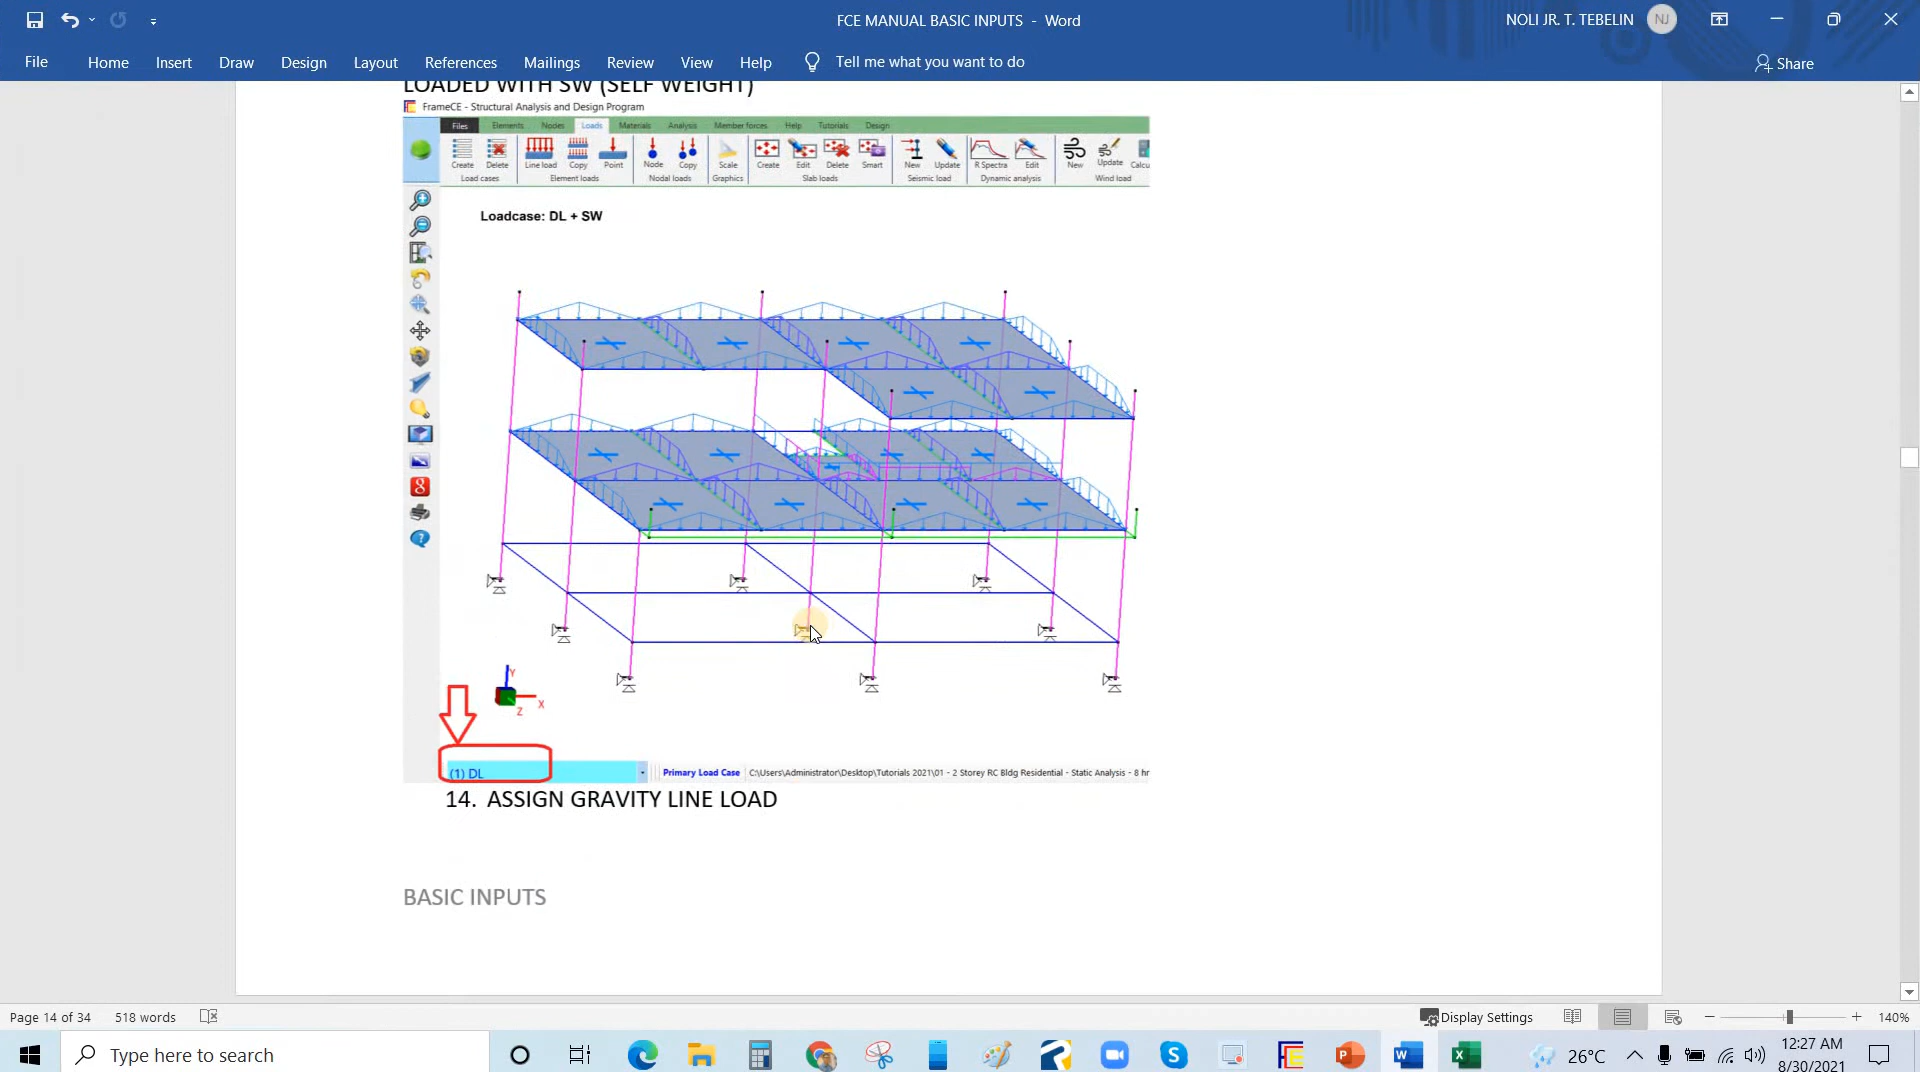 FCE MANUAL BASIC INPUTS - Word
NOLI JR. T. TEBELIN
NJ
File Home Insert Draw Design Layout References Mailings Review View Help Tell me what you want to do
Share
LOADED WITH SW (SELF WEIGHT)
FrameCE - Structural Analysis and Design Program
Files Elements Nodes Loads Materials Analysis Member forces Help Tutorials Design
Create Delete Line load Copy Point Node Copy Scale Create Edit Delete Smart New Update R Spectra Edit New Update Calcu
Load cases Element loads Nodal loads Graphics Slab loads Seismic load Dynamic analysis Wind load
Loadcase: DL + SW
Y
X
Z
(1) DL
Primary Load Case C:\Users\Administrator\Desktop\Tutorials 2021\01 - 2 Storey RC Bldg Residential - Static Analysis - 8 hr
14. ASSIGN GRAVITY LINE LOAD
BASIC INPUTS
Page 14 of 34 518 words
Display Settings
140%
Type here to search
26°C
12:27 AM
8/30/2021